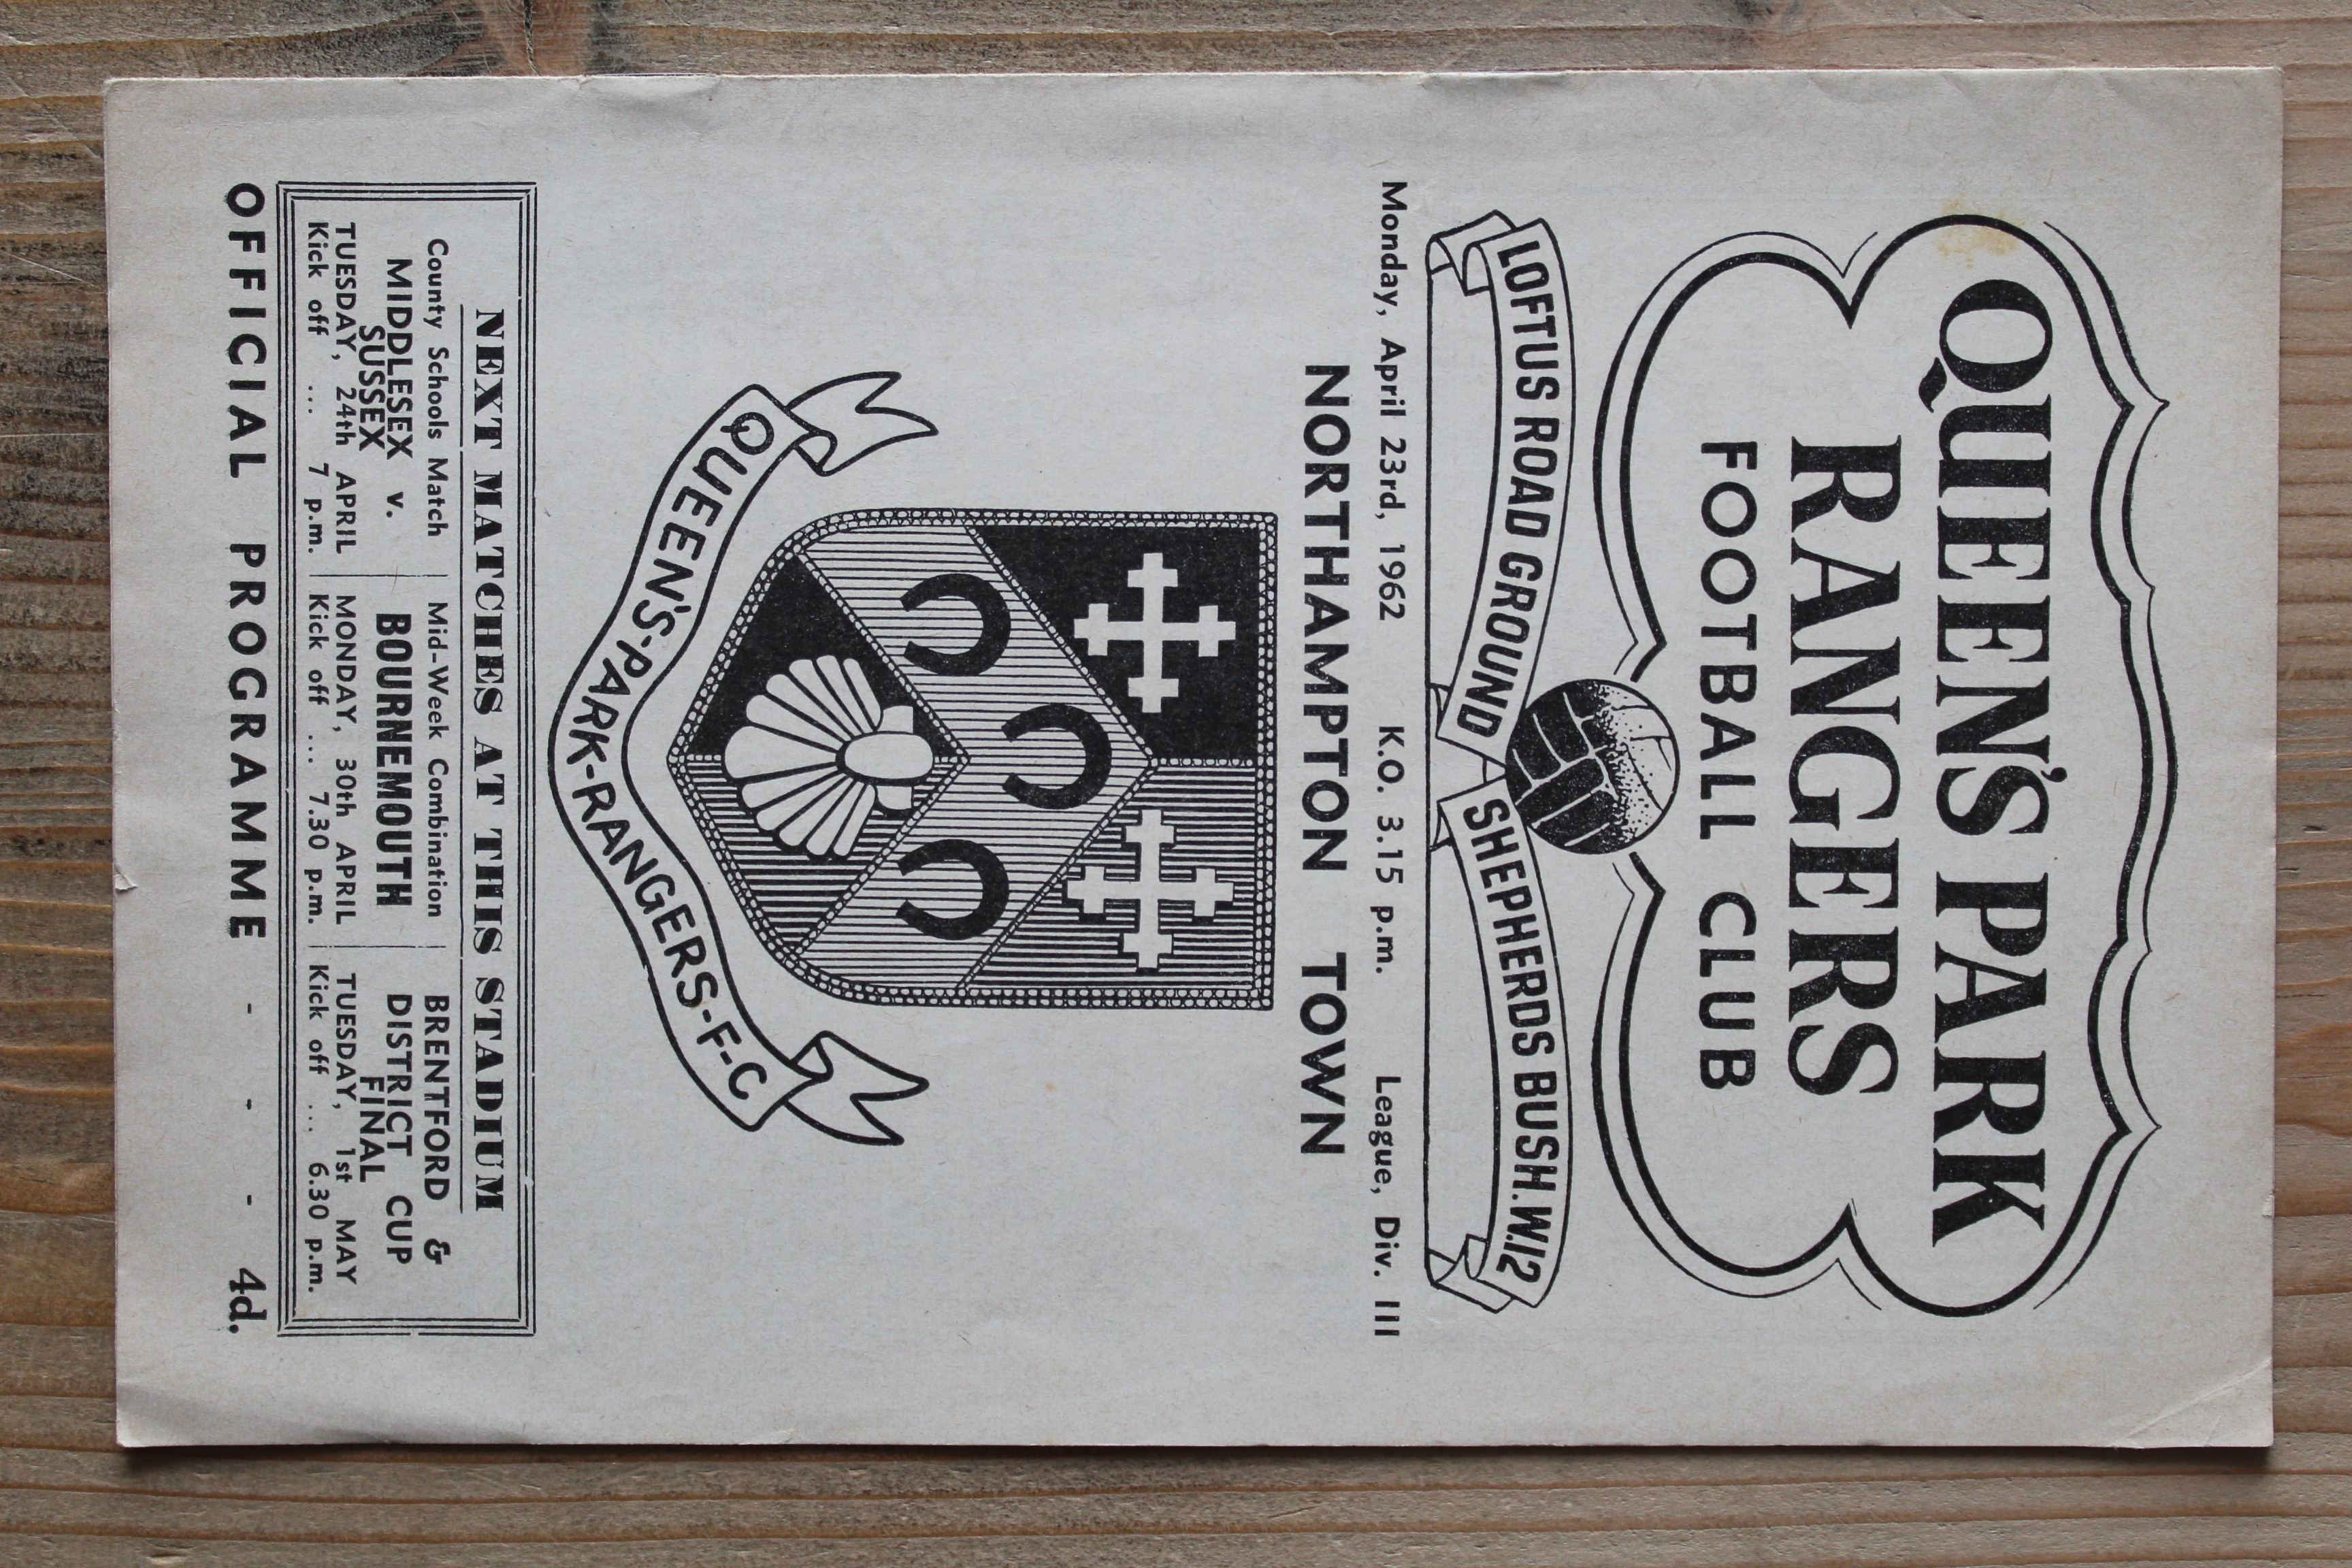 QUEEN'S PARK
RANGERS
FOOTBALL CLUB
LOFTUS ROAD GROUND SHEPHERDS BUSH.W.12
Monday, April 23rd, 1962 K.O. 3.15 p.m. League, Div. III
NORTHAMPTON TOWN
QUEEN'S-PARK-RANGERS-F-C
NEXT MATCHES AT THIS STADIUM
County Schools Match
MIDDLESEX v.
SUSSEX
TUESDAY, 24th APRIL
Kick off ... 7 p.m.
Mid-Week Combination
BOURNEMOUTH
MONDAY, 30th APRIL
Kick off ... 7.30 p.m.
BRENTFORD &
DISTRICT CUP
FINAL
TUESDAY, 1st MAY
Kick off ... 6.30 p.m.
OFFICIAL PROGRAMME - - - 4d.